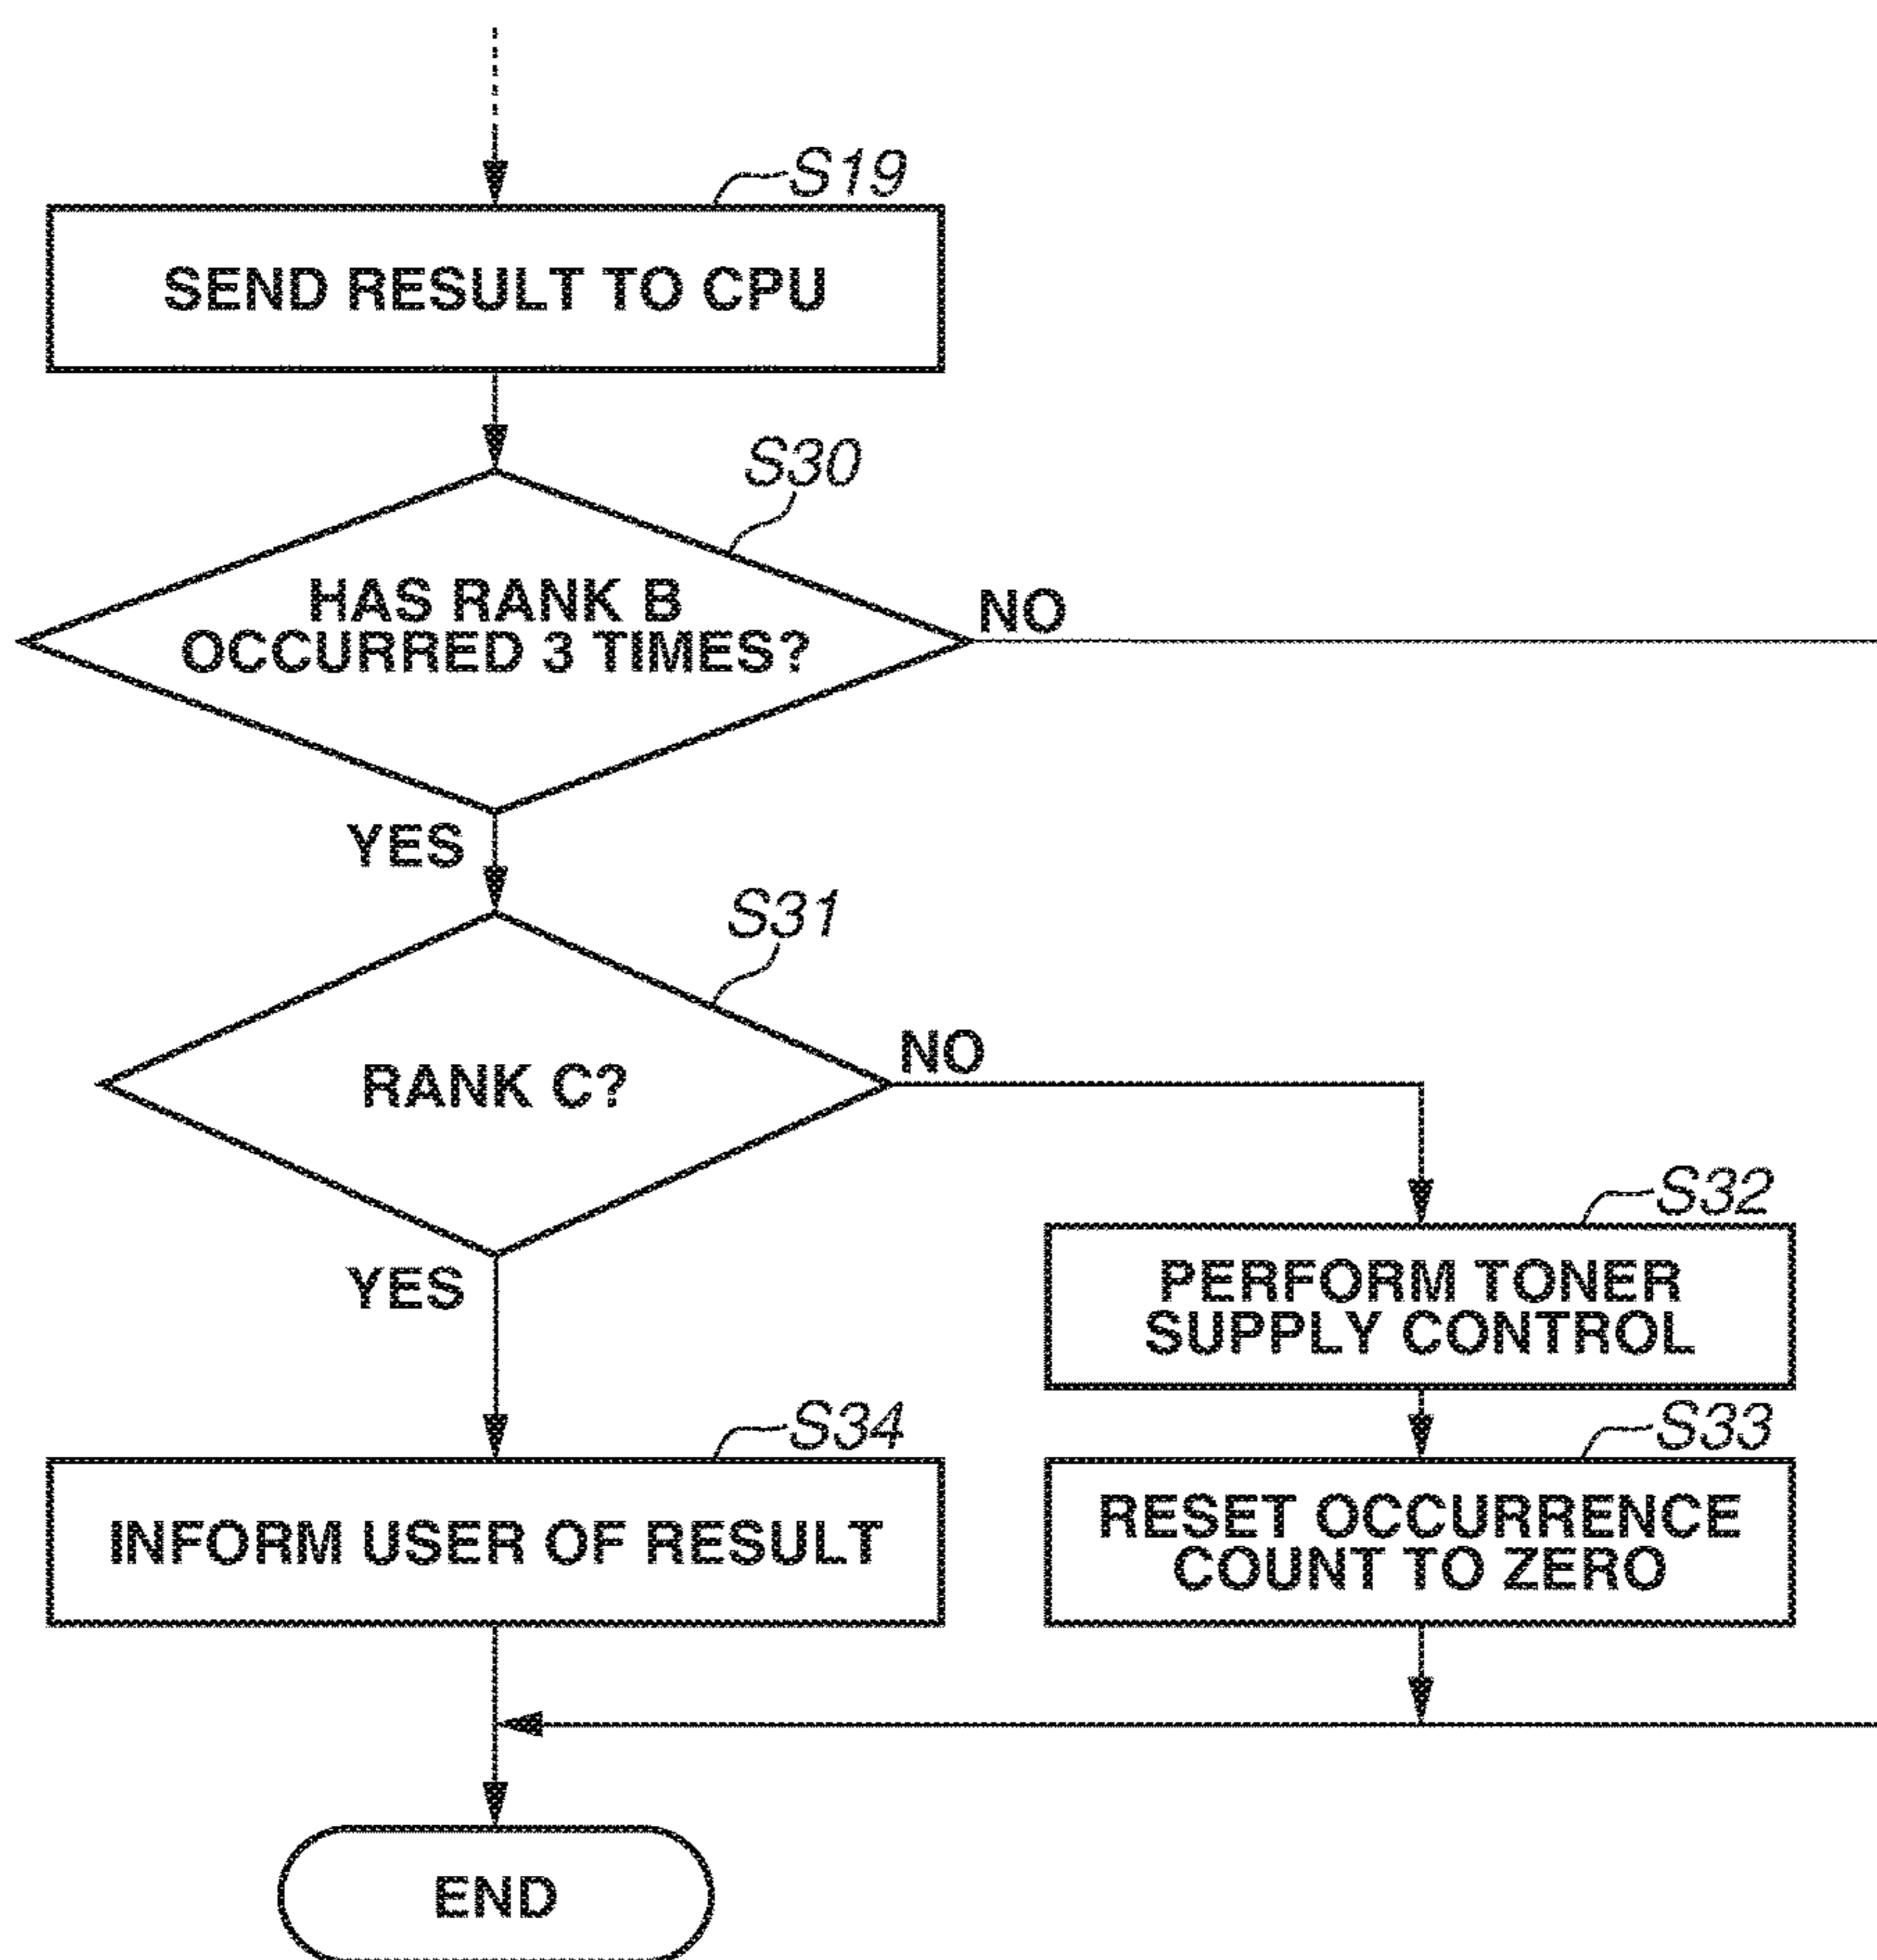 S19
SEND RESULT TO CPU
S30
HAS RANK B
OCCURRED 3 TIMES?
NO
YES
S31
RANK C?
NO
YES
S32
PERFORM TONER
SUPPLY CONTROL
S34
INFORM USER OF RESULT
S33
RESET OCCURRENCE
COUNT TO ZERO
END